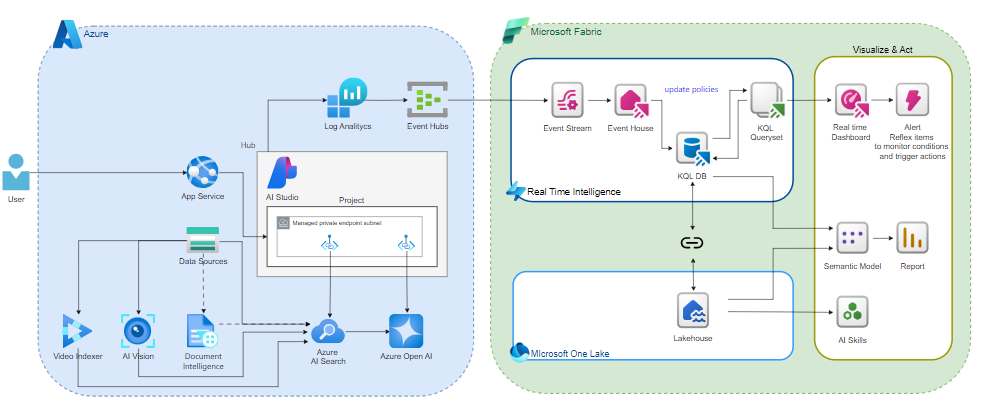 Azure
Microsoft Fabric
Visualize & Act
Log Analitycs
Event Hubs
Hub
Event Stream
Event House
update policies
KQL
Queryset
KQL DB
Real Time Intelligence
Real time
Dashboard
Alert
Reflex items
to monitor conditions
and trigger actions
User
App Service
AI Studio
Project
Managed private endpoint subnet
Data Sources
Semantic Model
Report
Video Indexer
AI Vision
Document
Intelligence
Azure
AI Search
Azure Open AI
Lakehouse
AI Skills
MIcrosoft One Lake